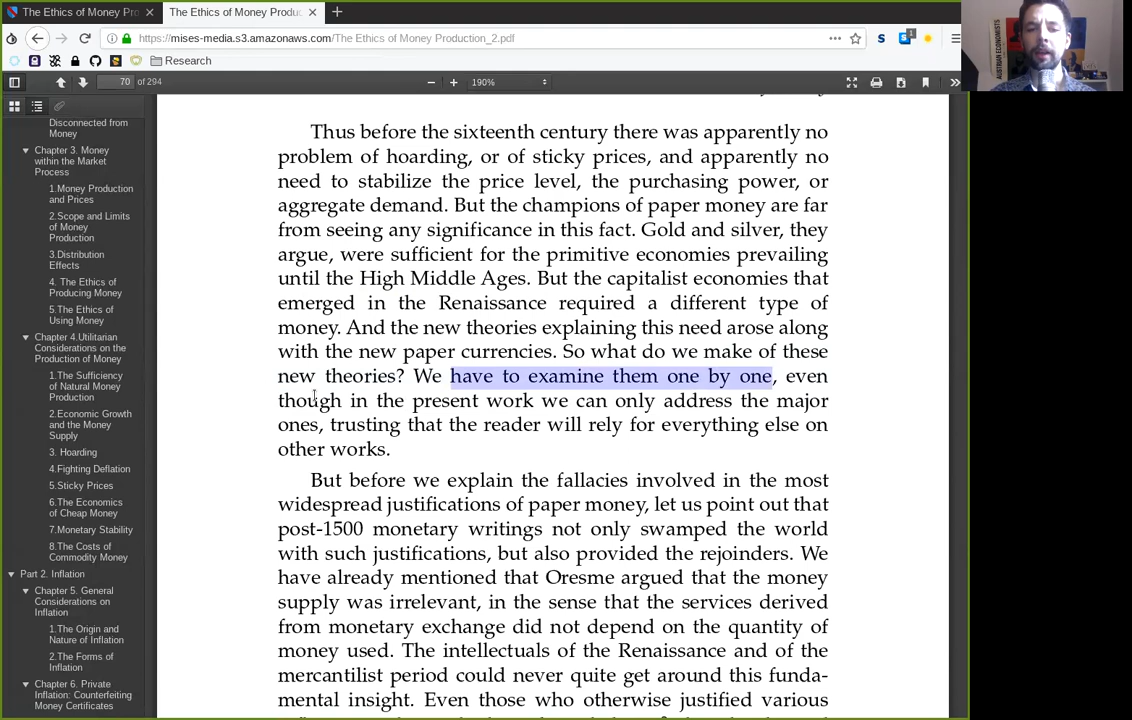 The Ethics of Money Pro
The Ethics of Money Produc
https://mises-media.s3.amazonaws.com/The Ethics of Money Production_2.pdf
S
1
Research
70 of 294
190%
Disconnected from
Money
Chapter 3. Money
within the Market
Process
1.Money Production
and Prices
2.Scope and Limits
of Money
Production
3.Distribution
Effects
4. The Ethics of
Producing Money
5.The Ethics of
Using Money
Chapter 4.Utilitarian
Considerations on the
Production of Money
1.The Sufficiency
of Natural Money
Production
2.Economic Growth
and the Money
Supply
3. Hoarding
4.Fighting Deflation
5.Sticky Prices
6.The Economics
of Cheap Money
7.Monetary Stability
8.The Costs of
Commodity Money
Part 2. Inflation
Chapter 5. General
Considerations on
Inflation
1.The Origin and
Nature of Inflation
2.The Forms of
Inflation
Chapter 6. Private
Inflation: Counterfeiting
Money Certificates
Thus before the sixteenth century there was apparently no
problem of hoarding, or of sticky prices, and apparently no
need to stabilize the price level, the purchasing power, or
aggregate demand. But the champions of paper money are far
from seeing any significance in this fact. Gold and silver, they
argue, were sufficient for the primitive economies prevailing
until the High Middle Ages. But the capitalist economies that
emerged in the Renaissance required a different type of
money. And the new theories explaining this need arose along
with the new paper currencies. So what do we make of these
new theories? We have to examine them one by one, even
though in the present work we can only address the major
ones, trusting that the reader will rely for everything else on
other works.
But before we explain the fallacies involved in the most
widespread justifications of paper money, let us point out that
post-1500 monetary writings not only swamped the world
with such justifications, but also provided the rejoinders. We
have already mentioned that Oresme argued that the money
supply was irrelevant, in the sense that the services derived
from monetary exchange did not depend on the quantity of
money used. The intellectuals of the Renaissance and of the
mercantilist period could never quite get around this funda-
mental insight. Even those who otherwise justified various
AUSTRIAN ECONOMISTS